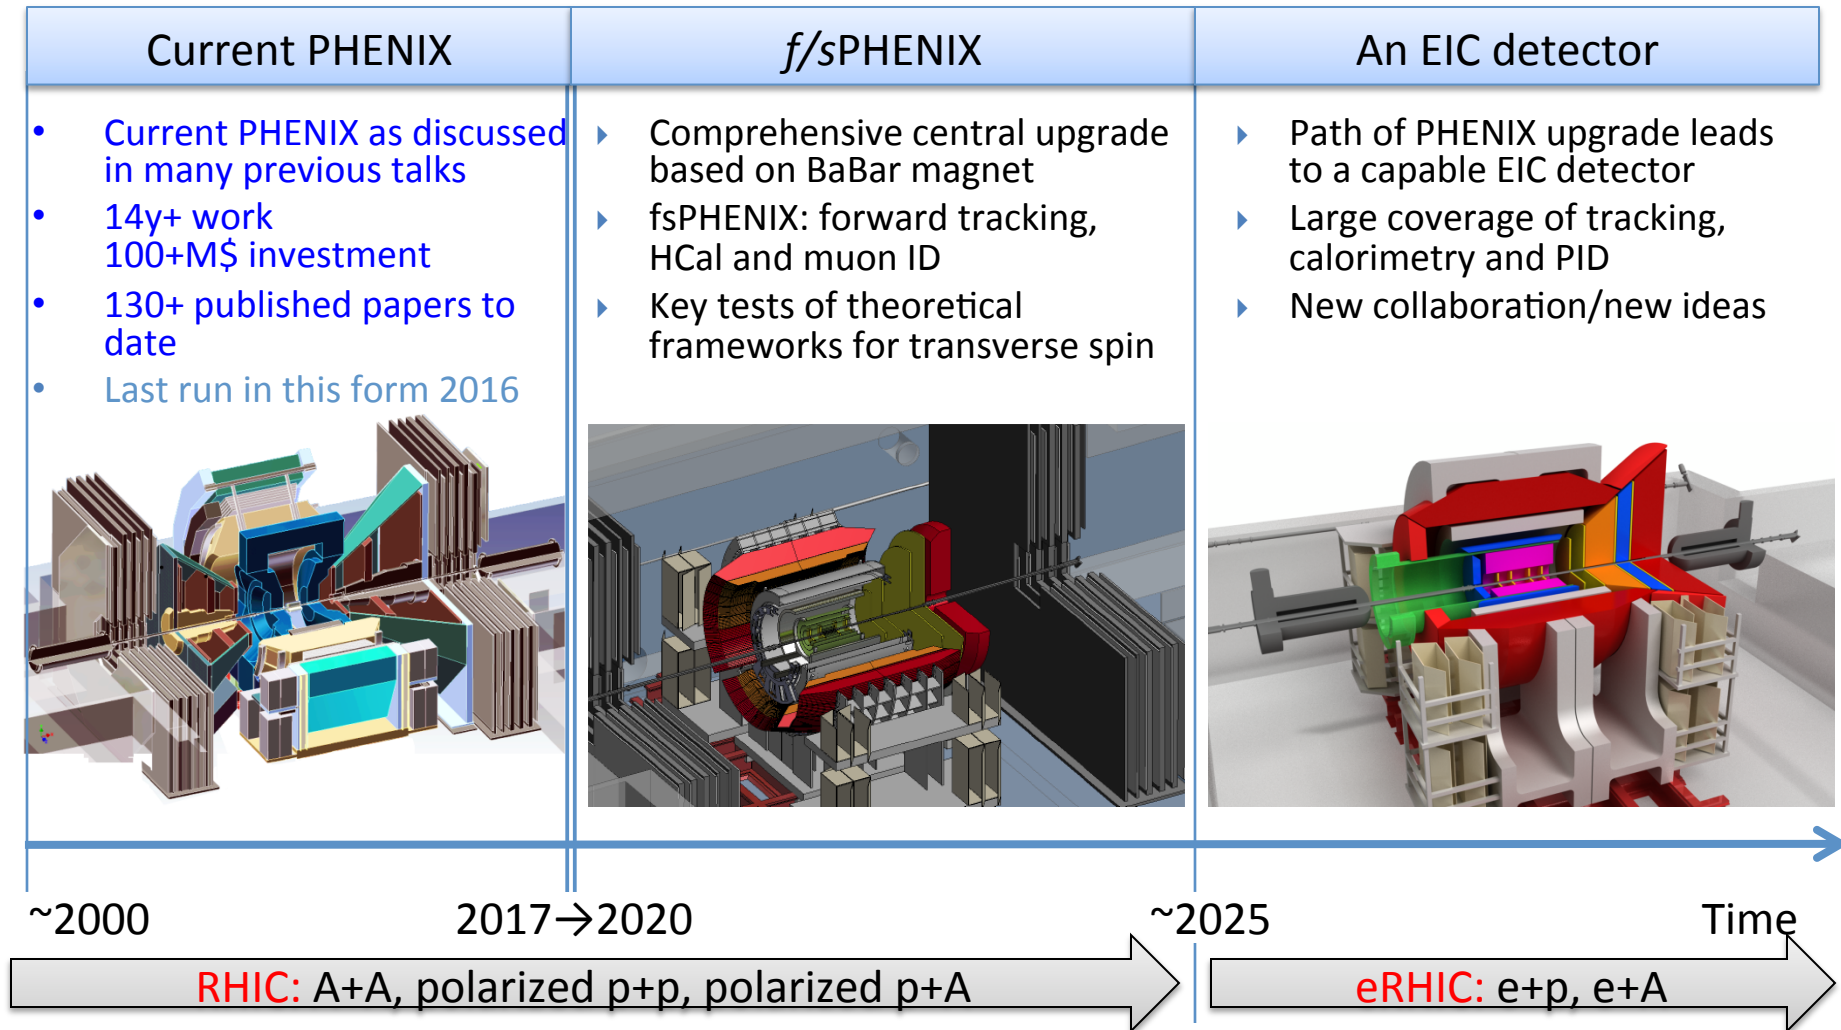 Current PHENIX
f/sPHENIX
An EIC detector
• Current PHENIX as discussed
in many previous talks
• 14y+ work
100+M$ investment
• 130+ published papers to
date
• Last run in this form 2016
Comprehensive central upgrade
based on BaBar magnet
fsPHENIX: forward tracking,
HCal and muon ID
Key tests of theoretical
frameworks for transverse spin
Path of PHENIX upgrade leads
to a capable EIC detector
Large coverage of tracking,
calorimetry and PID
New collaboration/new ideas
~2000
2017→2020
~2025
Time
RHIC: A+A, polarized p+p, polarized p+A
eRHIC: e+p, e+A